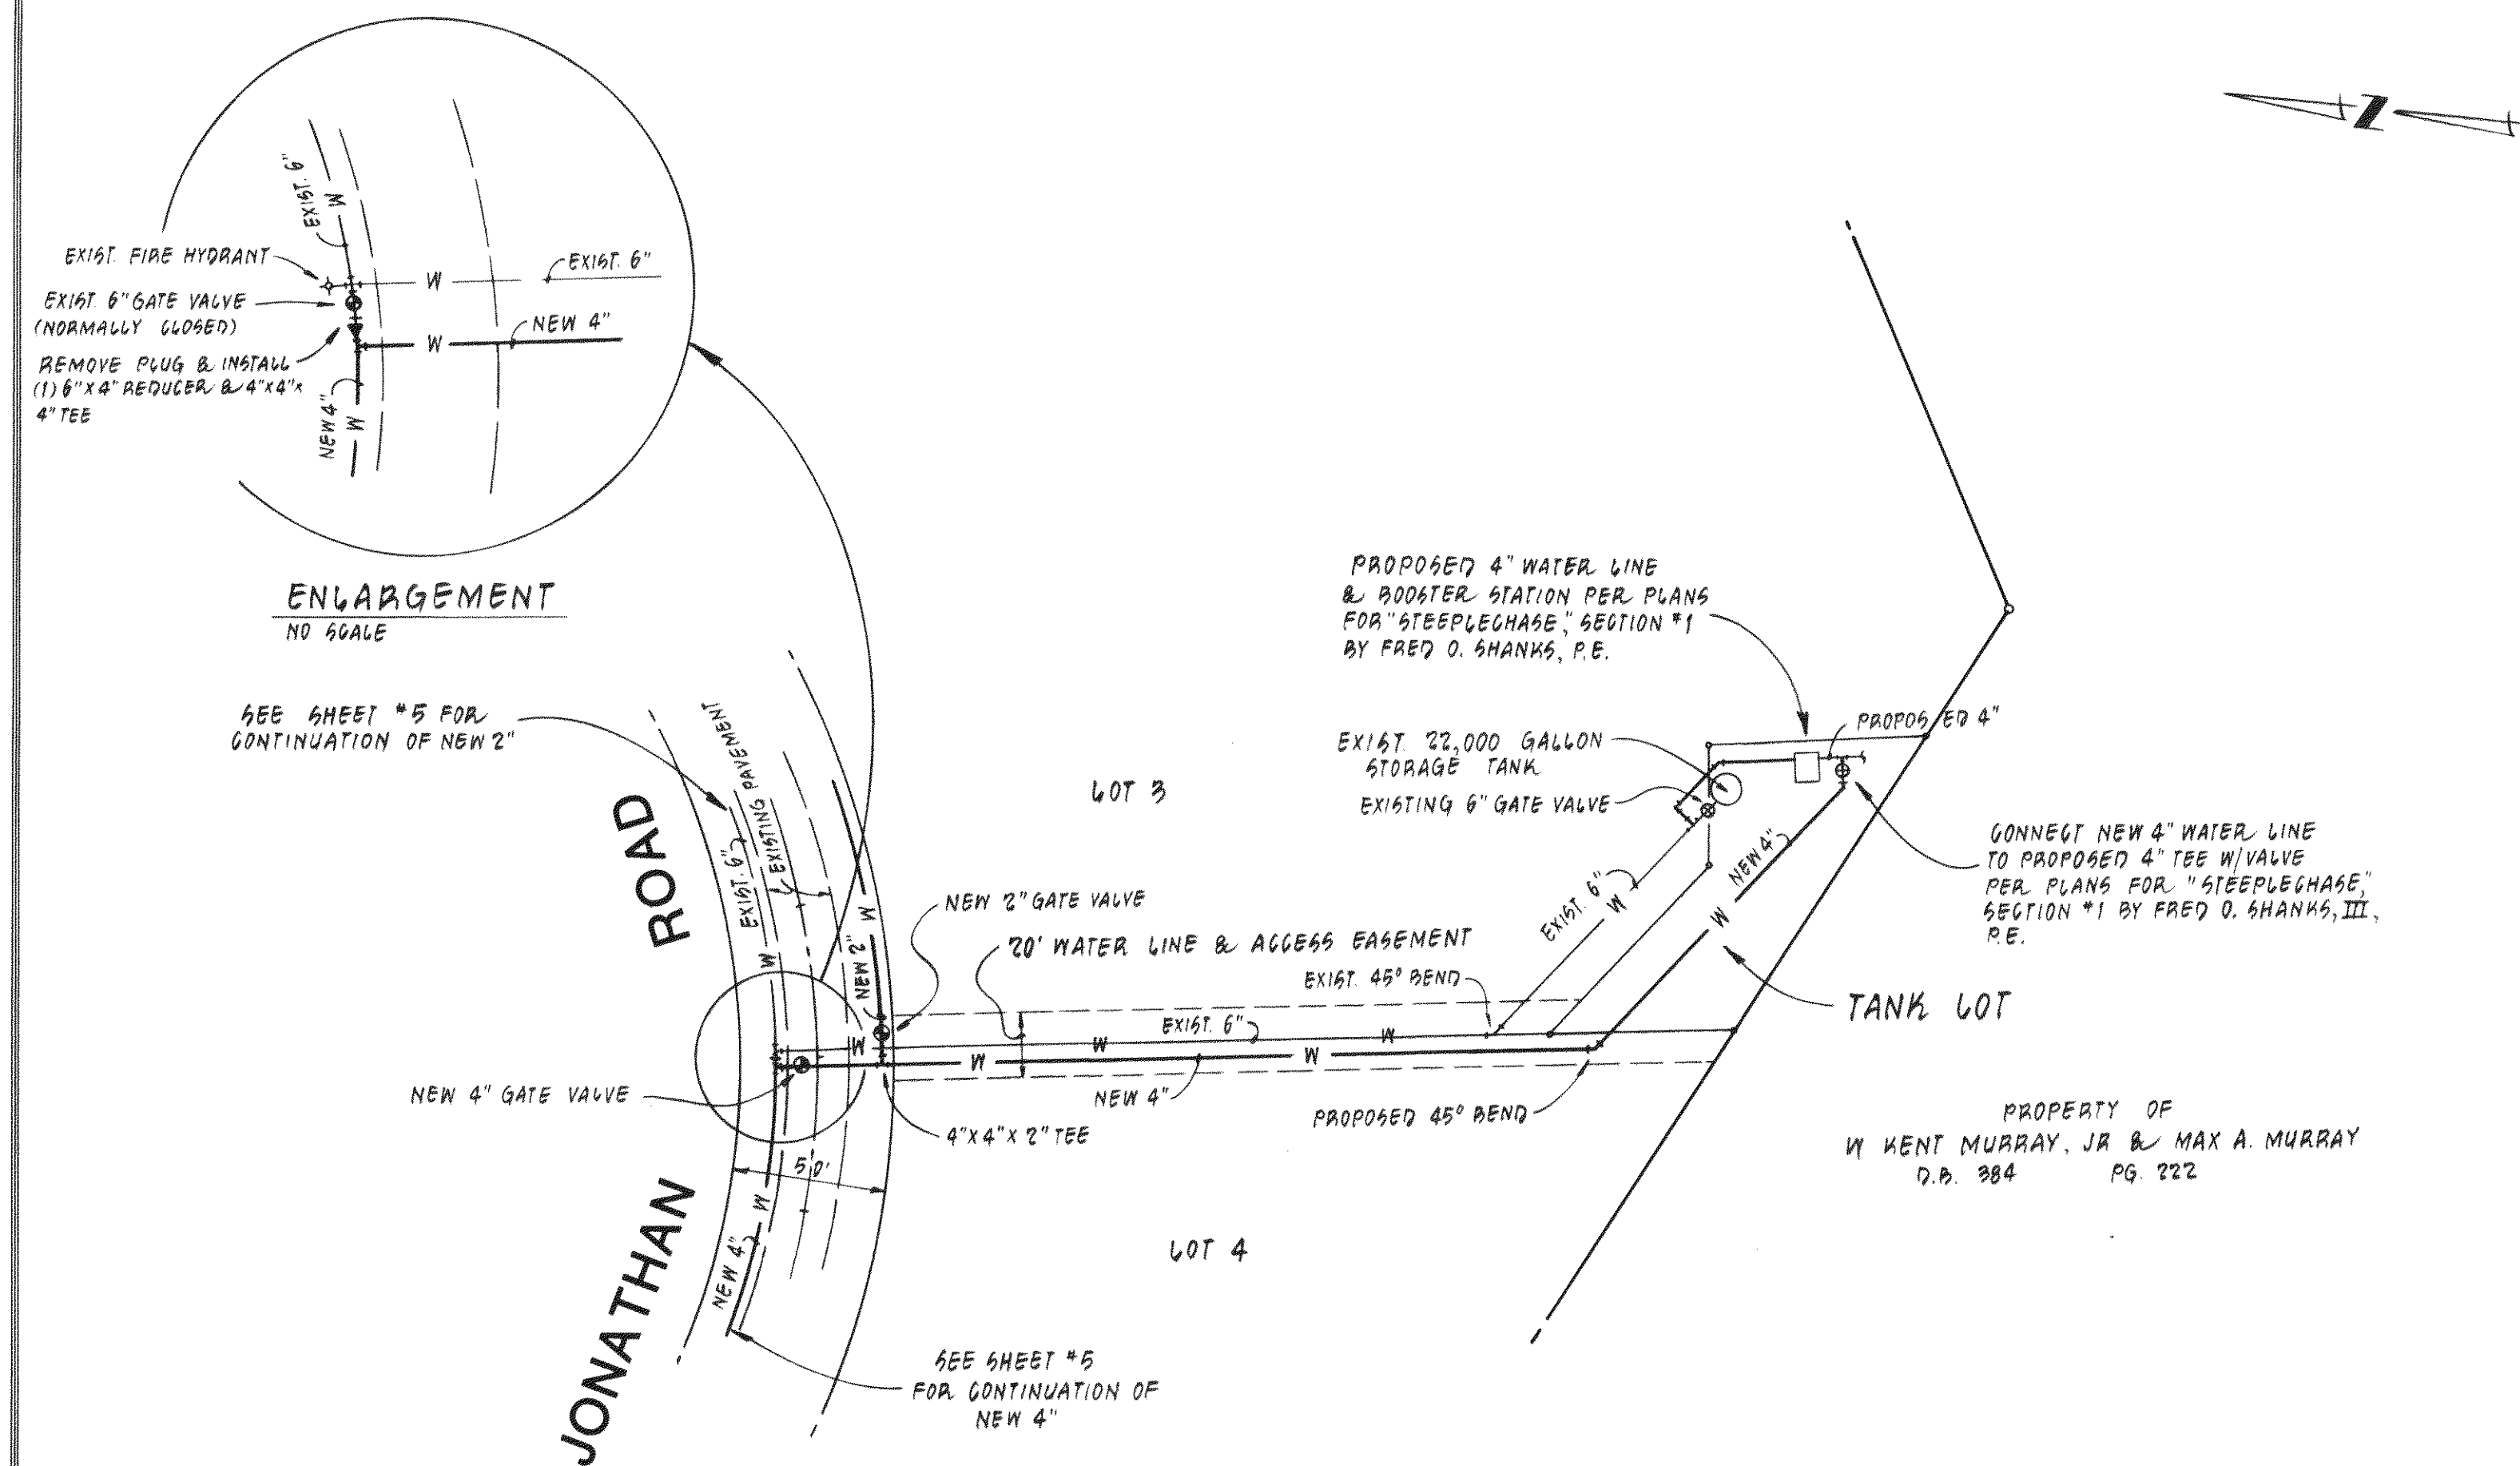 EXIST. 6"
W
EXIST. FIRE HYDRANT
W
EXIST. 6"
EXIST. 6" GATE VALVE
(NORMALLY CLOSED)
NEW 4"
W
REMOVE PLUG & INSTALL
(1) 6" X 4" REDUCER & 4"X4"X
4" TEE
NEW 4"
W
ENLARGEMENT
NO SCALE
N
PROPOSED 4" WATER LINE
& BOOSTER STATION PER PLANS
FOR "STEEPLECHASE," SECTION #1
BY FRED O. SHANKS, P.E.
SEE SHEET #5 FOR
CONTINUATION OF NEW 2"
EXISTING PAVEMENT
EXIST. 6"
W
ROAD
LOT 3
EXIST. 22,000 GALLON
STORAGE TANK
EXISTING 6" GATE VALVE
PROPOSED 4"
CONNECT NEW 4" WATER LINE
TO PROPOSED 4" TEE W/VALVE
PER PLANS FOR "STEEPLECHASE,"
SECTION #1 BY FRED O. SHANKS, III,
P.E.
NEW 4"
W
EXIST. 6"
W
W
NEW 2"
NEW 2" GATE VALVE
20' WATER LINE & ACCESS EASEMENT
EXIST. 45° BEND
TANK LOT
EXIST. 6"
W
W
W
W
W
NEW 4" GATE VALVE
NEW 4"
PROPOSED 45° BEND
4"X 4"X 2" TEE
PROPERTY OF
W KENT MURRAY, JR & MAX A. MURRAY
D.B. 384 PG. 222
50'
W
NEW 4"
LOT 4
JONATHAN
SEE SHEET #5
FOR CONTINUATION OF
NEW 4"